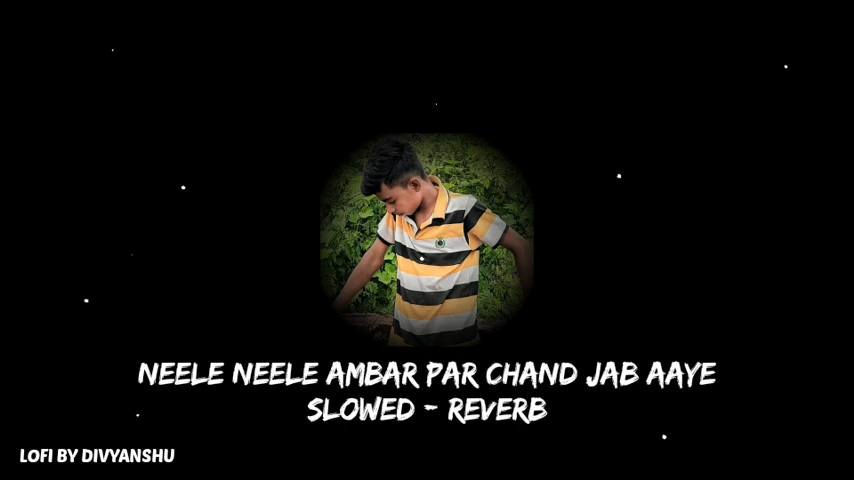 NEELE NEELE AMBAR PAR CHAND JAB AAYE
SLOWED - REVERB
LOFI BY DIVYANSHU